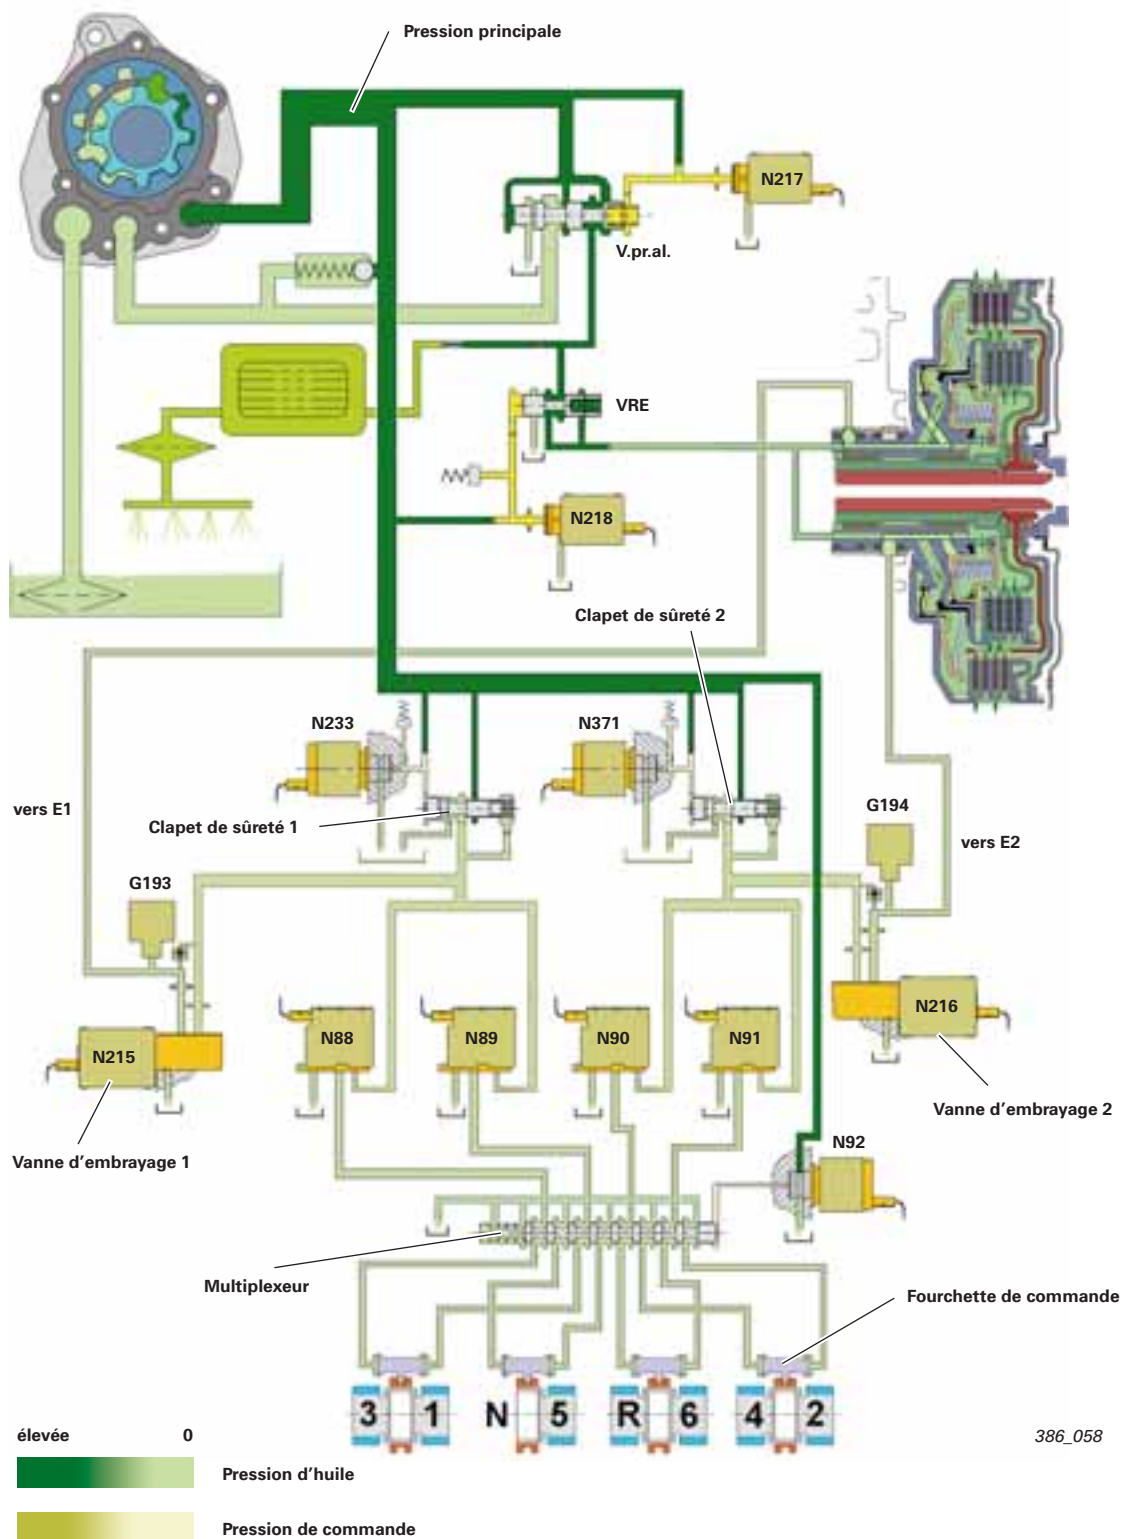 Pression principale
N217
V.pr.al.
VRE
N218
Clapet de sûreté 2
N233
N371
vers E1
Clapet de sûreté 1
G194
vers E2
G193
N216
N88
N89
N90
N91
N215
Vanne d'embrayage 2
N92
Vanne d'embrayage 1
Multiplexeur
Fourchette de commande
3 1 N 5 R 6 4 2
élevée 0
386_058
Pression d'huile
Pression de commande